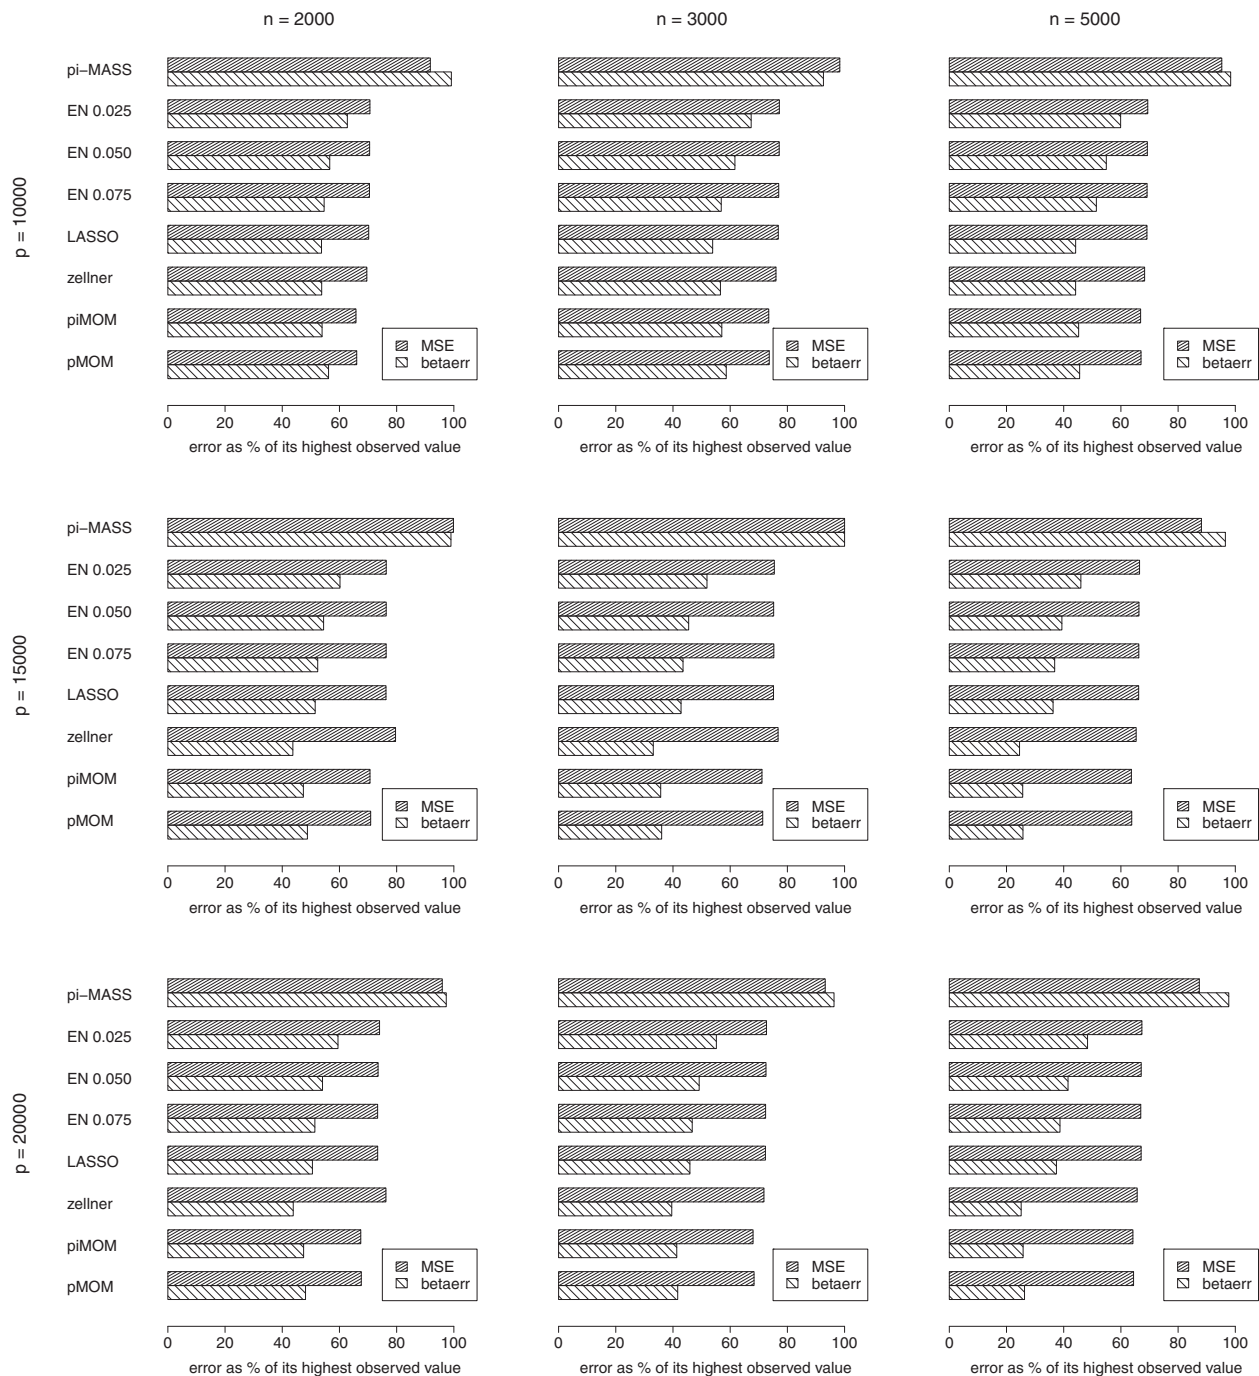 n = 2000
n = 3000
n = 5000
p = 10000
pi−MASS
EN 0.025
EN 0.050
EN 0.075
LASSO
zellner
piMOM
pMOM
MSE
betaerr
0 20 40 60 80 100
error as % of its highest observed value
MSE
betaerr
0 20 40 60 80 100
error as % of its highest observed value
MSE
betaerr
0 20 40 60 80 100
error as % of its highest observed value
p = 15000
pi−MASS
EN 0.025
EN 0.050
EN 0.075
LASSO
zellner
piMOM
pMOM
MSE
betaerr
0 20 40 60 80 100
error as % of its highest observed value
MSE
betaerr
0 20 40 60 80 100
error as % of its highest observed value
MSE
betaerr
0 20 40 60 80 100
error as % of its highest observed value
p = 20000
pi−MASS
EN 0.025
EN 0.050
EN 0.075
LASSO
zellner
piMOM
pMOM
MSE
betaerr
0 20 40 60 80 100
error as % of its highest observed value
MSE
betaerr
0 20 40 60 80 100
error as % of its highest observed value
MSE
betaerr
0 20 40 60 80 100
error as % of its highest observed value